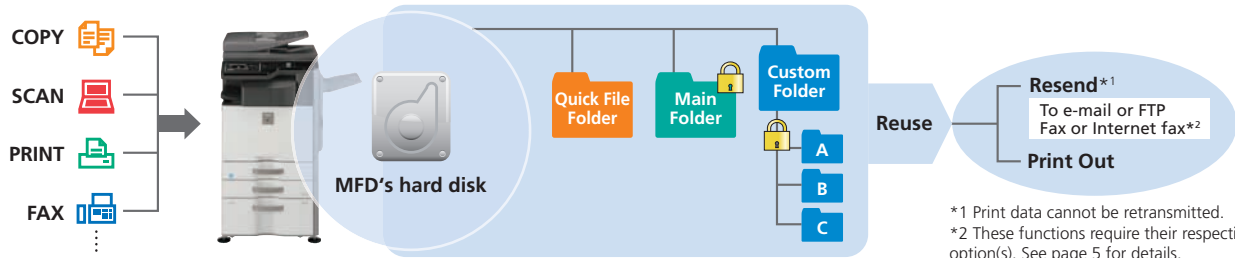 COPY
SCAN
PRINT
FAX
MFD's hard disk
Quick File
Folder
Main
Folder
Custom
Folder
A
B
C
Reuse
Resend*1
To e-mail or FTP
Fax or Internet fax*2
Print Out
*1 Print data cannot be retransmitted.
*2 These functions require their respecti
option(s). See page 5 for details.